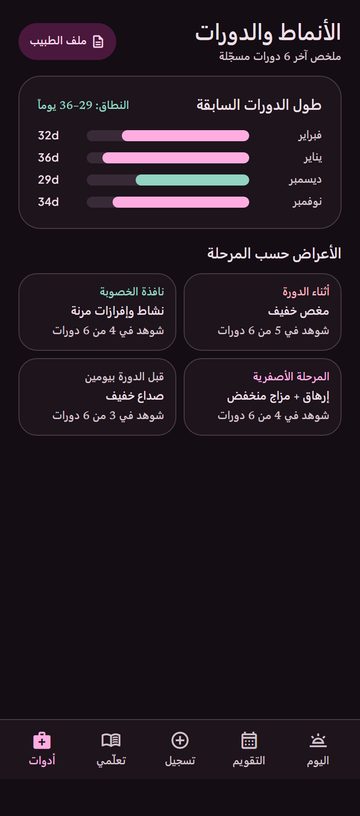 الأنماط والدورات
ملخص آخر 6 دورات مسجّلة
ملف الطبيب
طول الدورات السابقة
النطاق: 29–36 يوماً
فبراير 32d
يناير 36d
ديسمبر 29d
نوفمبر 34d
الأعراض حسب المرحلة
أثناء الدورة
مغص خفيف
شوهد في 5 من 6 دورات
نافذة الخصوبة
نشاط وإفرازات مرنة
شوهد في 4 من 6 دورات
المرحلة الأصفرية
إرهاق + مزاج منخفض
شوهد في 4 من 6 دورات
قبل الدورة بيومين
صداع خفيف
شوهد في 3 من 6 دورات
اليوم
التقويم
تسجيل
تعلّمي
أدوات